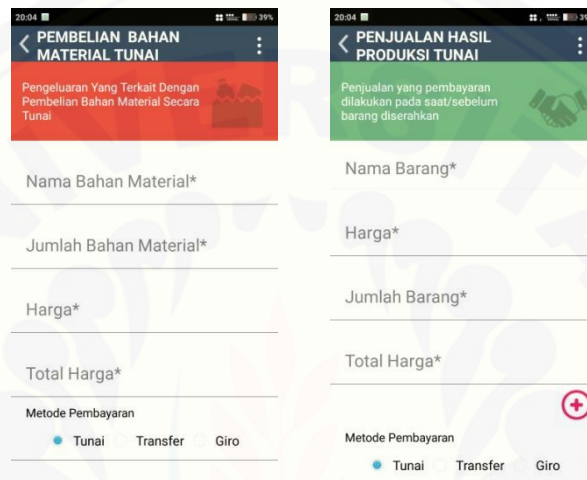 20:04
39%
PEMBELIAN BAHAN
MATERIAL TUNAI
Pengeluaran Yang Terkait Dengan
Pembelian Bahan Material Secara
Tunai
Nama Bahan Material*
Jumlah Bahan Material*
Harga*
Total Harga*
Metode Pembayaran
Tunai Transfer Giro
20:04
PENJUALAN HASIL
PRODUKSI TUNAI
Penjualan yang pembayaran
dilakukan pada saat/sebelum
barang diserahkan
Nama Barang*
Harga*
Jumlah Barang*
Total Harga*
Metode Pembayaran
Tunai Transfer Giro